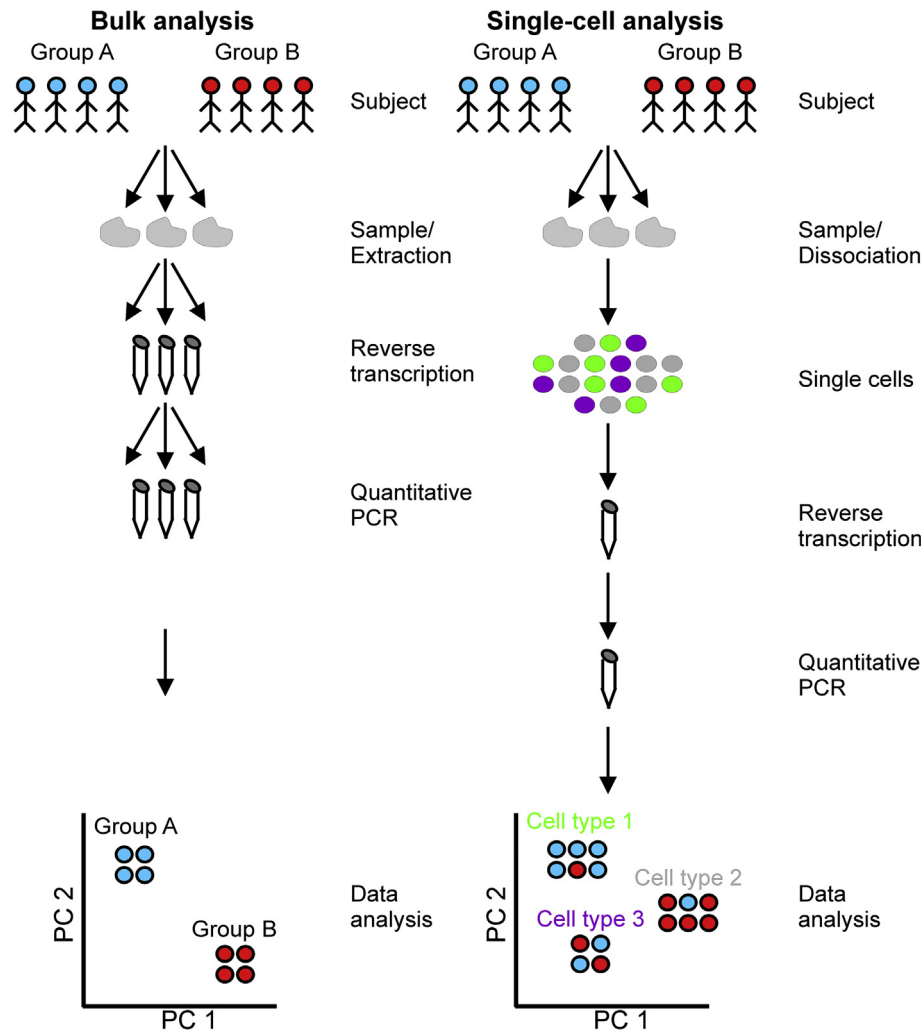 Bulk analysis
Group A
Group B
Subject
Sample/
Extraction
Reverse
transcription
Quantitative
PCR
Group A
Group B
PC 2
PC 1
Data
analysis
Single-cell analysis
Group A
Group B
Subject
Sample/
Dissociation
Single cells
Reverse
transcription
Quantitative
PCR
Cell type 1
Cell type 2
Cell type 3
PC 2
PC 1
Data
analysis